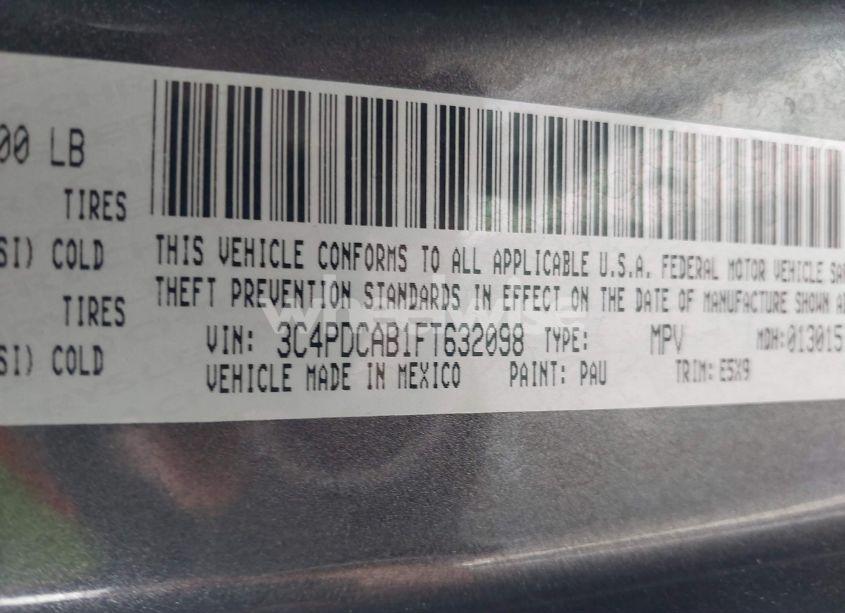 00 LB
TIRES
SI) COLD
TIRES
SI) COLD
THIS VEHICLE CONFORMS TO ALL APPLICABLE U.S.A. FEDERAL MOTOR VEHICLE SA
THEFT PREVENTION STANDARDS IN EFFECT ON THE DATE OF MANUFACTURE SHOWN A
VIN: 3C4PDCAB1FT632098 TYPE: MPV MDH:013015
VEHICLE MADE IN MEXICO PAINT: PAU TRIM: E5X9